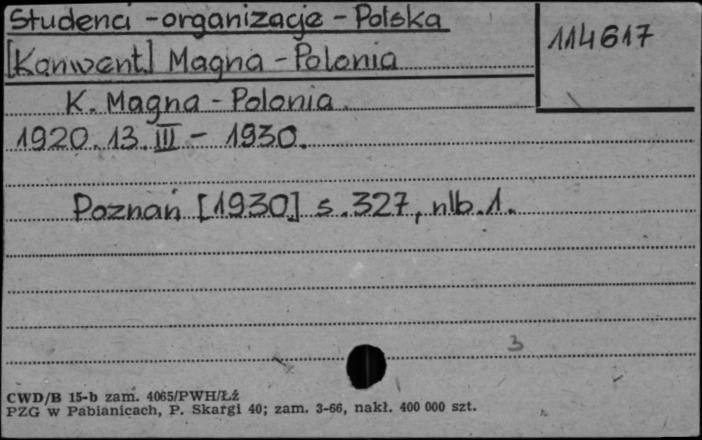 Studenci - organizacje - Polska
114617
[Konwent] Magna - Polonia
K. Magna - Polonia.
1920. 13. III - 1930.
Poznań [1930] s. 327, nlb. 1.
3
CWD/B 15-b zam. 4065/PWH/Łź
PZG w Pabianicach, P. Skargi 40; zam. 3-66, nakł. 400 000 szt.